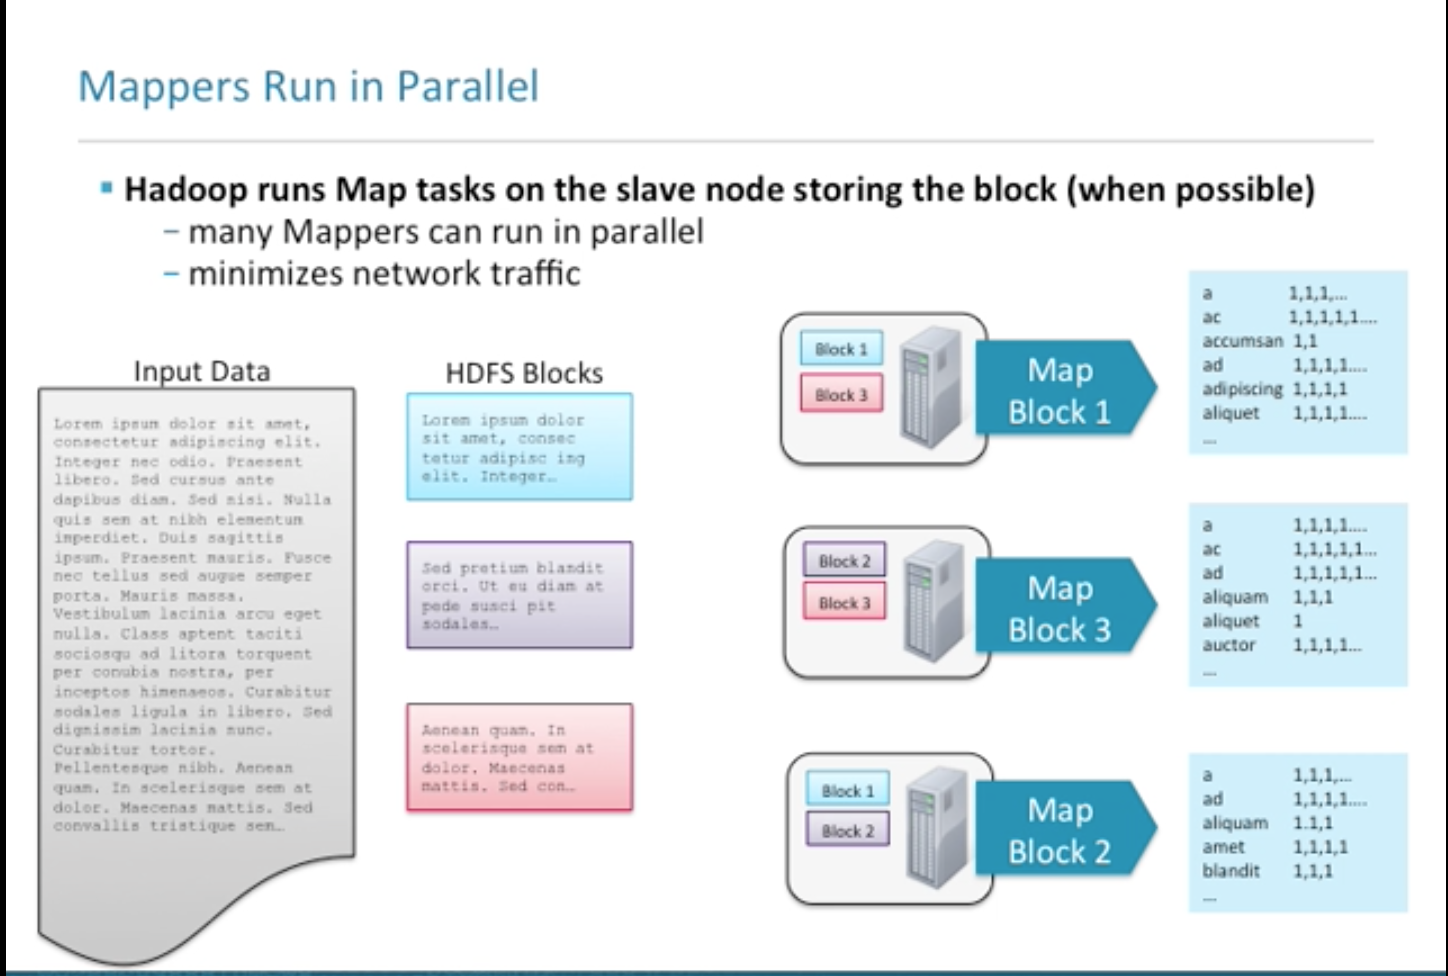 Mappers Run in Parallel
▪ Hadoop runs Map tasks on the slave node storing the block (when possible)
– many Mappers can run in parallel
– minimizes network traffic
Input Data
Lorem ipsum dolor sit amet,
consectetur adipiscing elit.
Integer nec odio. Praesent
libero. Sed cursus ante
dapibus diam. Sed nisi. Nulla
quis sem at nibh elementum
imperdiet. Duis sagittis
ipsum. Praesent mauris. Fusce
nec tellus sed augue semper
porta. Mauris massa.
Vestibulum lacinia arcu eget
nulla. Class aptent taciti
sociosqu ad litora torquent
per conubia nostra, per
inceptos himenaeos. Curabitur
sodales ligula in libero. Sed
dignissim lacinia nunc.
Curabitur tortor.
Pellentesque nibh. Aenean
quam. In scelerisque sem at
dolor. Maecenas mattis. Sed
convallis tristique sem…
HDFS Blocks
Lorem ipsum dolor
sit amet, consec
tetur adipisc ing
elit. Integer…
Sed pretium blandit
orci. Ut eu diam at
pede susci pit
sodales…
Aenean quam. In
scelerisque sem at
dolor. Maecenas
mattis. Sed con…
Block 1
Block 3
Map
Block 1
a 1,1,1,…
ac 1,1,1,1,1….
accumsan 1,1
ad 1,1,1,1….
adipiscing 1,1,1,1
aliquet 1,1,1,1….
…
Block 2
Block 3
Map
Block 3
a 1,1,1,1….
ac 1,1,1,1,1…
ad 1,1,1,1,1…
aliquam 1,1,1
aliquet 1
auctor 1,1,1,1…
…
Block 1
Block 2
Map
Block 2
a 1,1,1,…
ad 1,1,1,1….
aliquam 1.1,1
amet 1,1,1,1
blandit 1,1,1
…